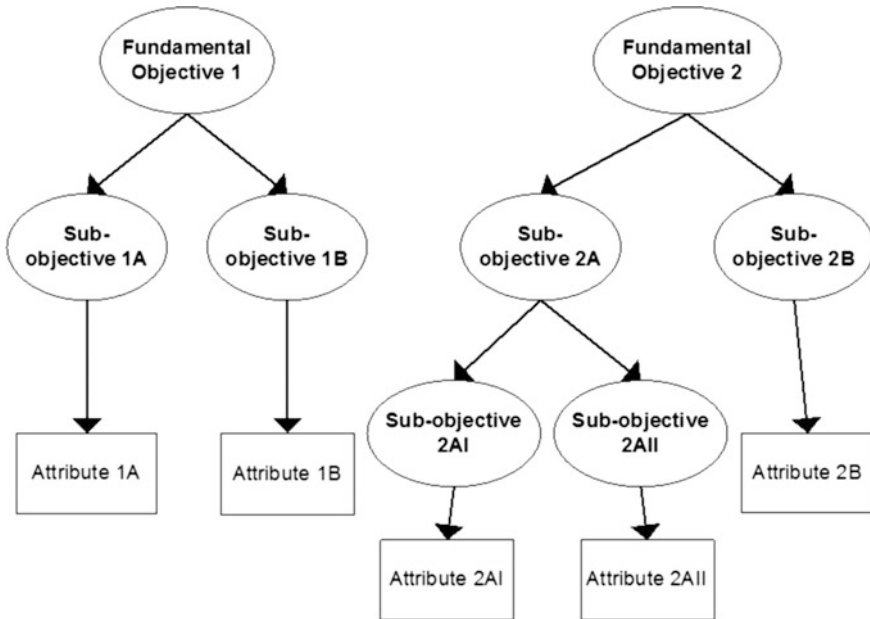 Fundamental
Objective 1
Fundamental
Objective 2
Sub-
objective 1A
Sub-
objective 1B
Sub-
objective 2A
Sub-
objective 2B
Sub-objective
2AI
Sub-objective
2AII
Attribute 1A
Attribute 1B
Attribute 2B
Attribute 2AI
Attribute 2AII